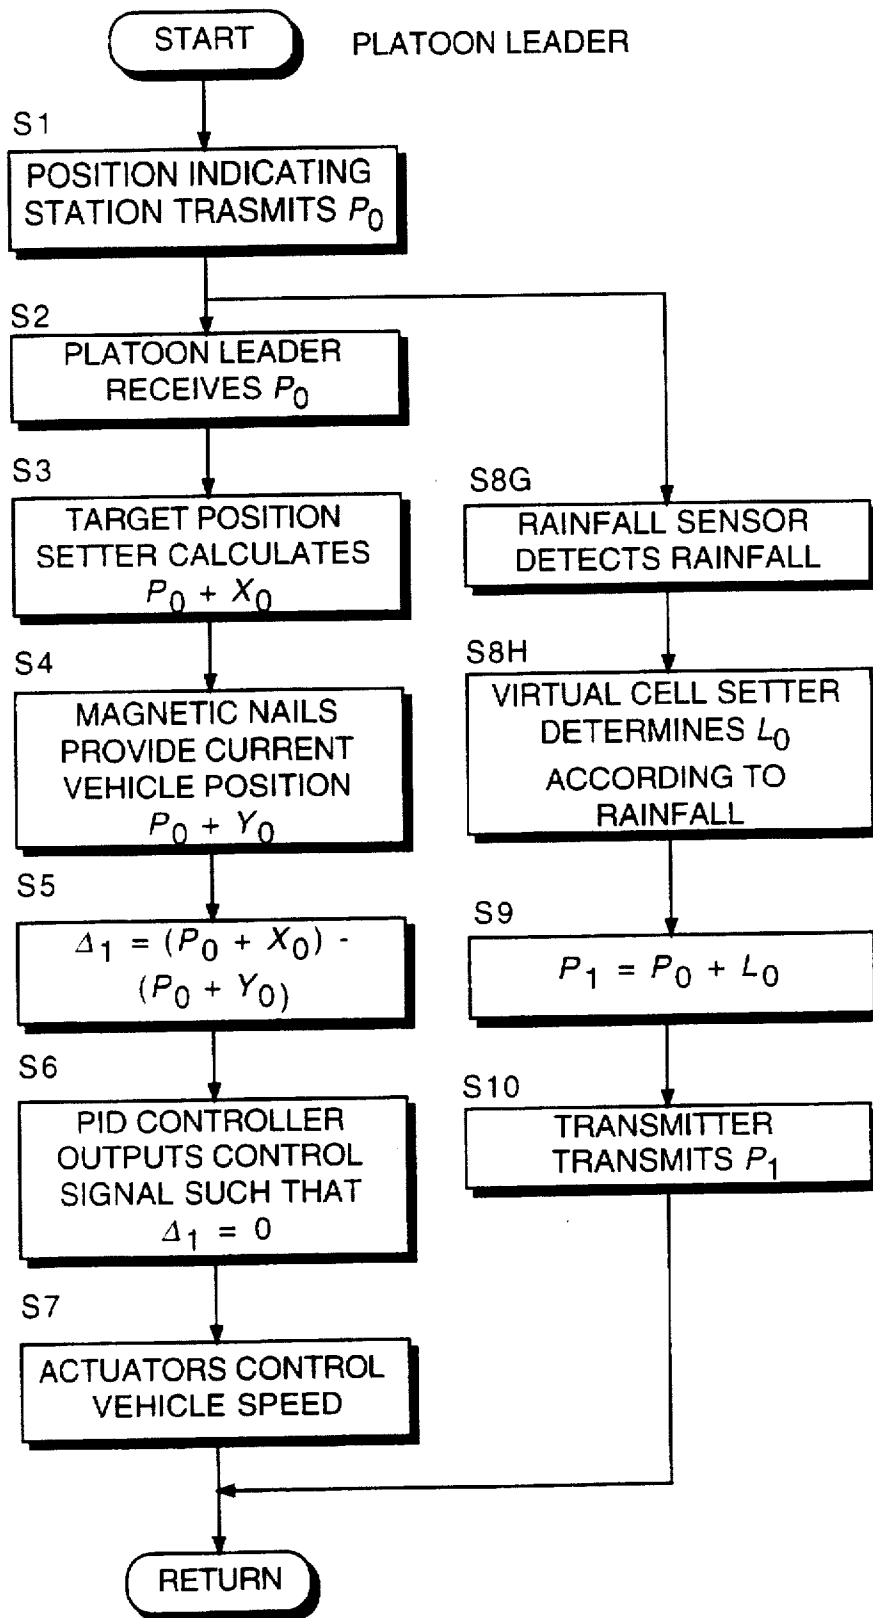 START
PLATOON LEADER
S1
POSITION INDICATING
STATION TRASMITS P0
S2
PLATOON LEADER
RECEIVES P0
S3
TARGET POSITION
SETTER CALCULATES
P0 + X0
S4
MAGNETIC NAILS
PROVIDE CURRENT
VEHICLE POSITION
P0 + Y0
S5
Δ1 = (P0 + X0) -
(P0 + Y0)
S6
PID CONTROLLER
OUTPUTS CONTROL
SIGNAL SUCH THAT
Δ1 = 0
S7
ACTUATORS CONTROL
VEHICLE SPEED
S8G
RAINFALL SENSOR
DETECTS RAINFALL
S8H
VIRTUAL CELL SETTER
DETERMINES L0
ACCORDING TO
RAINFALL
S9
P1 = P0 + L0
S10
TRANSMITTER
TRANSMITS P1
RETURN